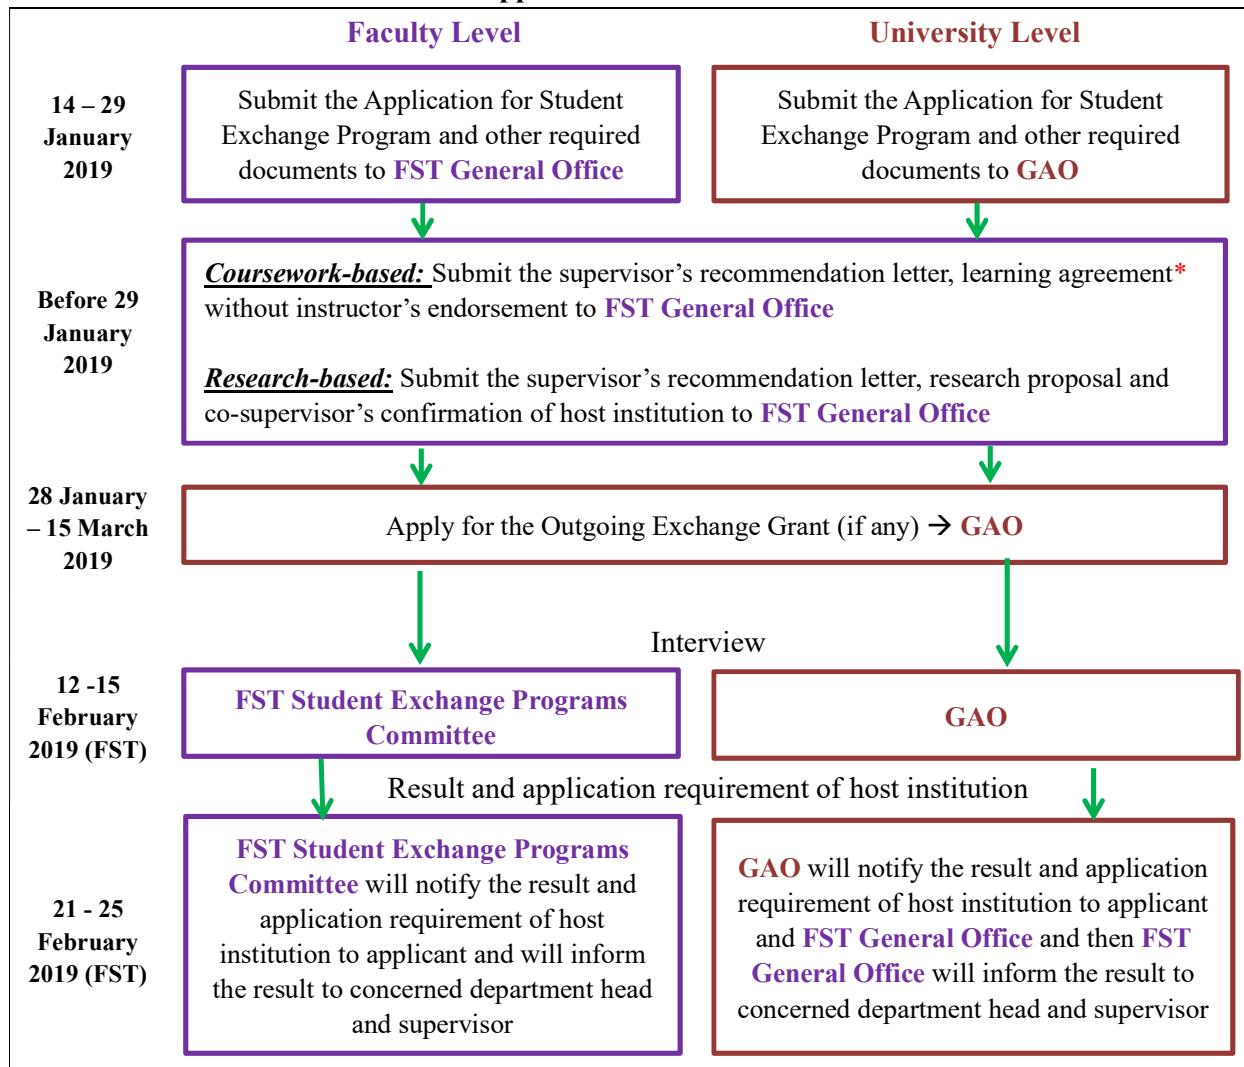 Faculty Level
University Level
14 – 29
January
2019
Submit the Application for Student
Exchange Program and other required
documents to FST General Office
Submit the Application for Student
Exchange Program and other required
documents to GAO
Before 29
January
2019
Coursework-based: Submit the supervisor’s recommendation letter, learning agreement*
without instructor’s endorsement to FST General Office
Research-based: Submit the supervisor’s recommendation letter, research proposal and
co-supervisor’s confirmation of host institution to FST General Office
28 January
– 15 March
2019
Apply for the Outgoing Exchange Grant (if any) → GAO
Interview
12 -15
February
2019 (FST)
FST Student Exchange Programs
Committee
GAO
Result and application requirement of host institution
21 - 25
February
2019 (FST)
FST Student Exchange Programs
Committee will notify the result and
application requirement of host
institution to applicant and will inform
the result to concerned department head
and supervisor
GAO will notify the result and application
requirement of host institution to applicant
and FST General Office and then FST
General Office will inform the result to
concerned department head and supervisor